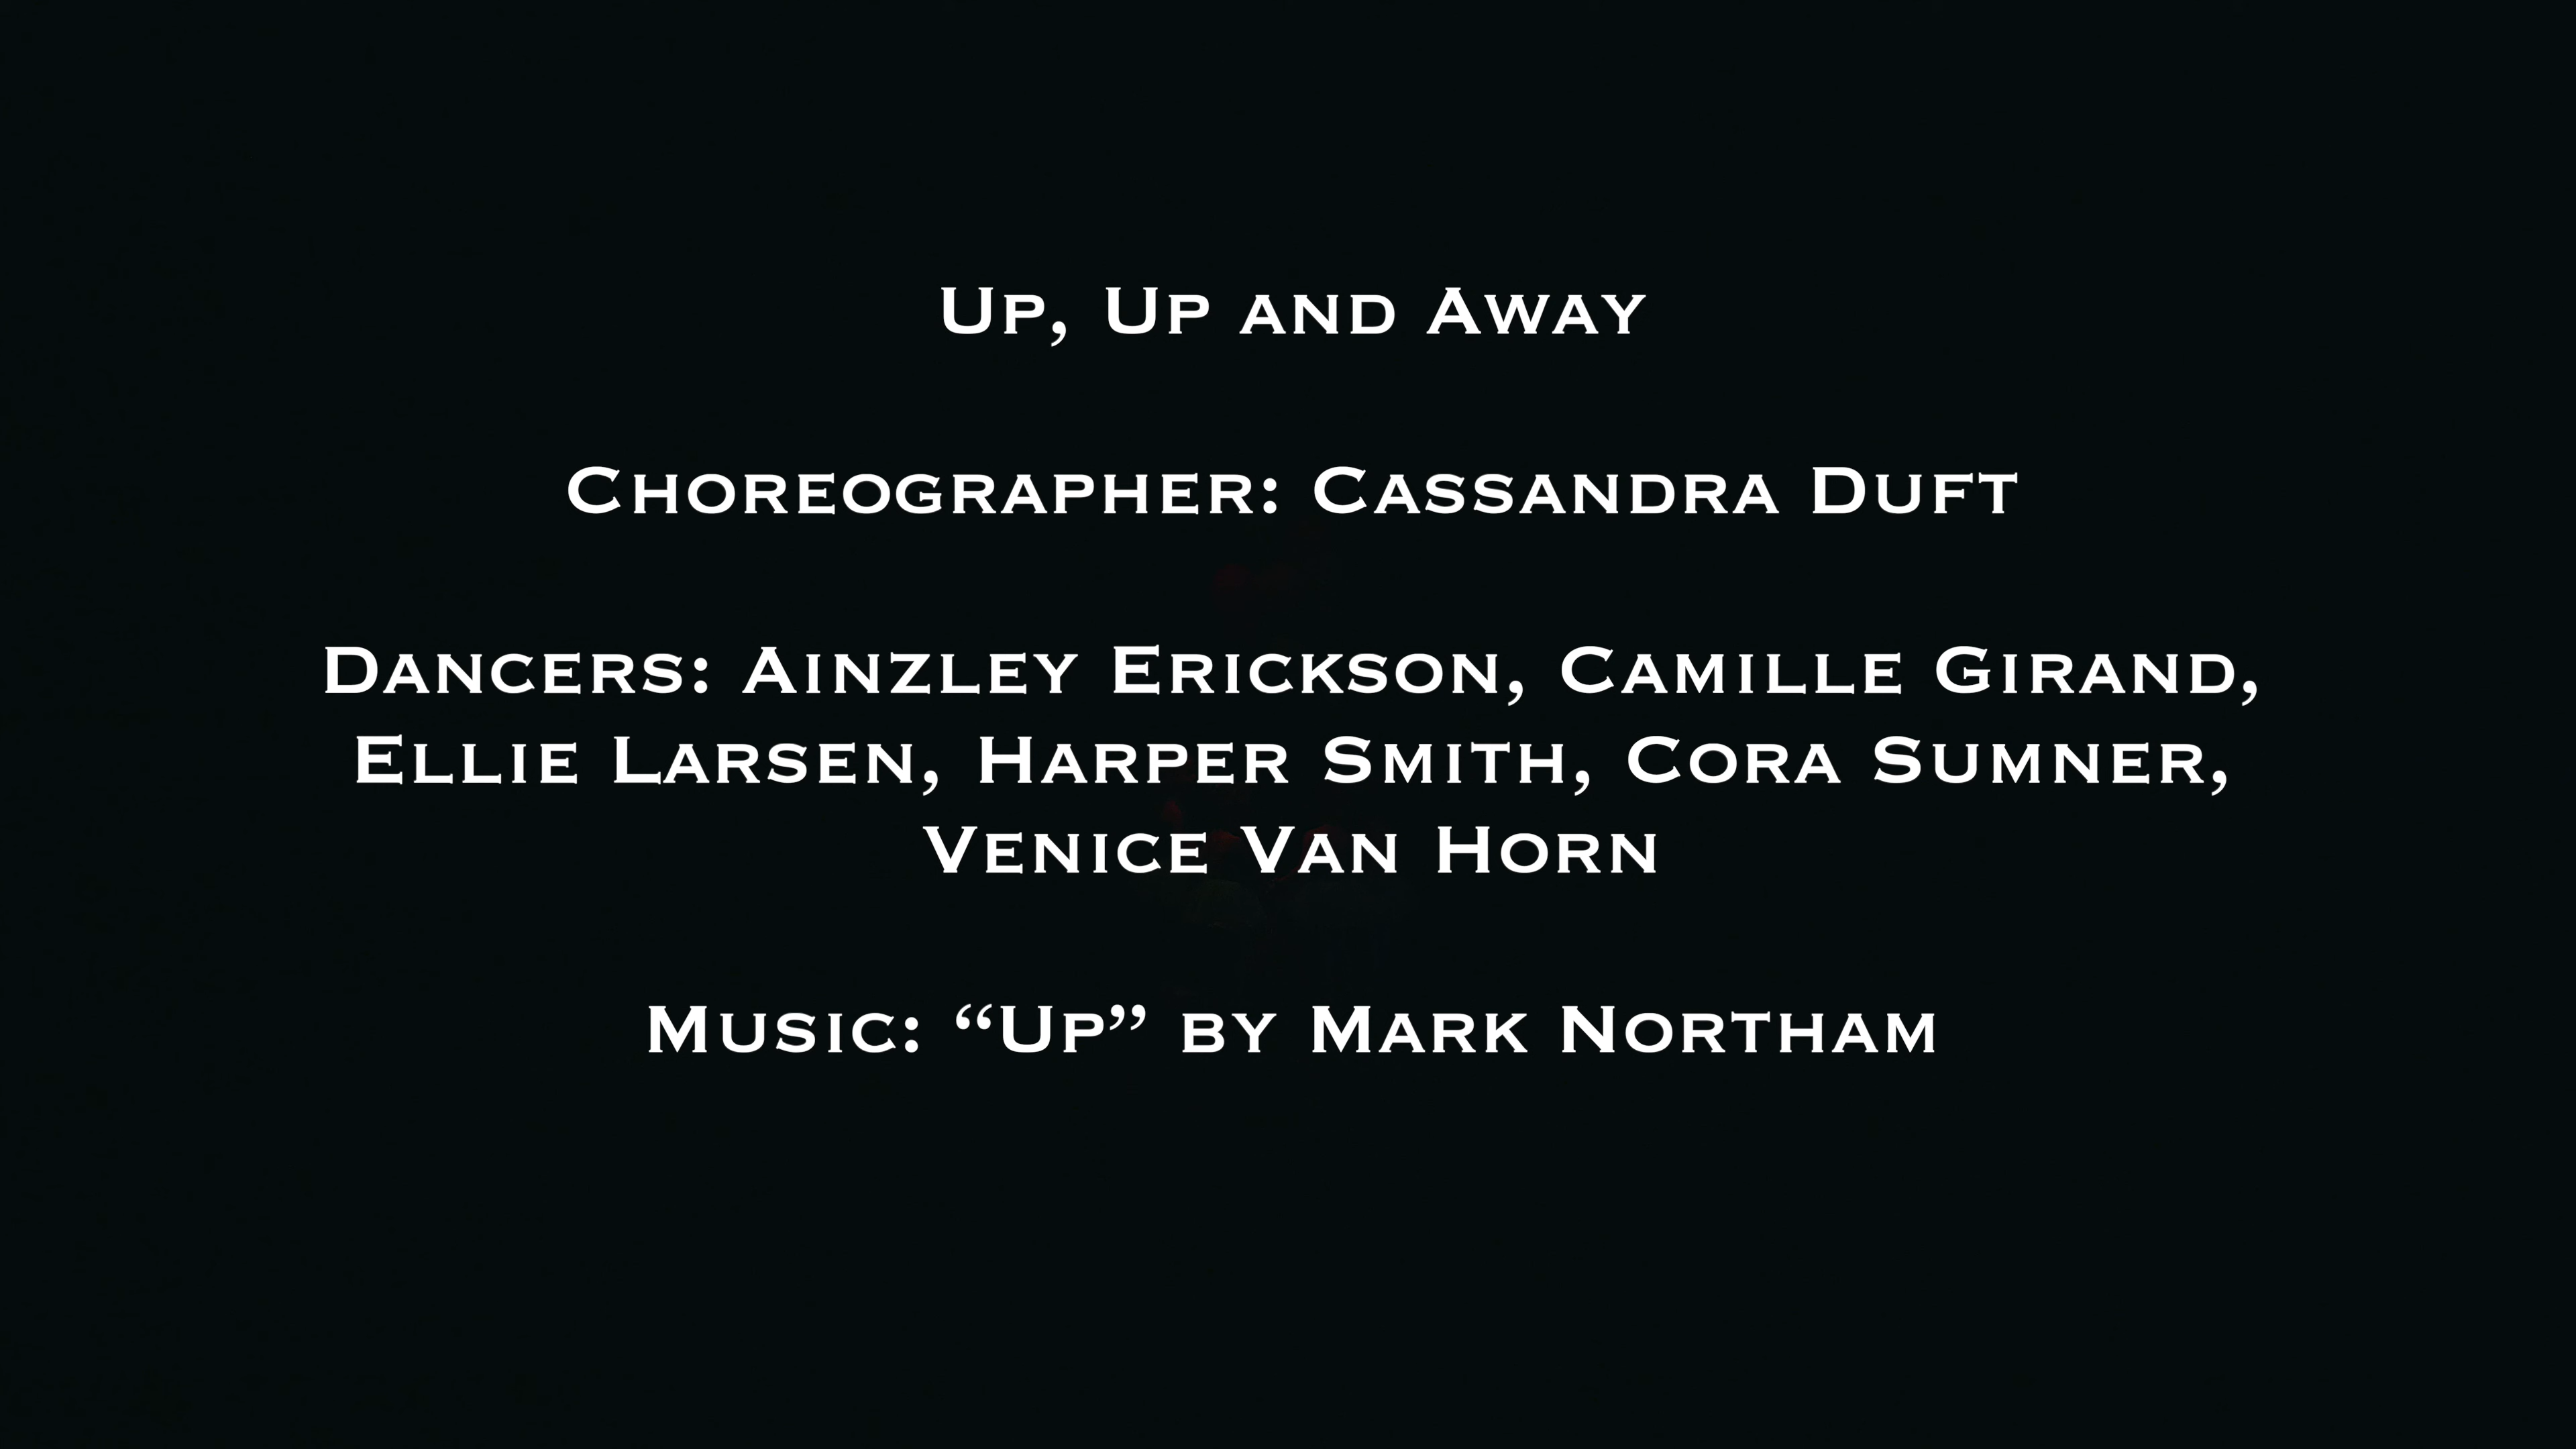 Up, Up and Away
Choreographer: Cassandra Duft
Dancers: Ainzley Erickson, Camille Girand,
Ellie Larsen, Harper Smith, Cora Sumner,
Venice Van Horn
Music: “Up” by Mark Northam